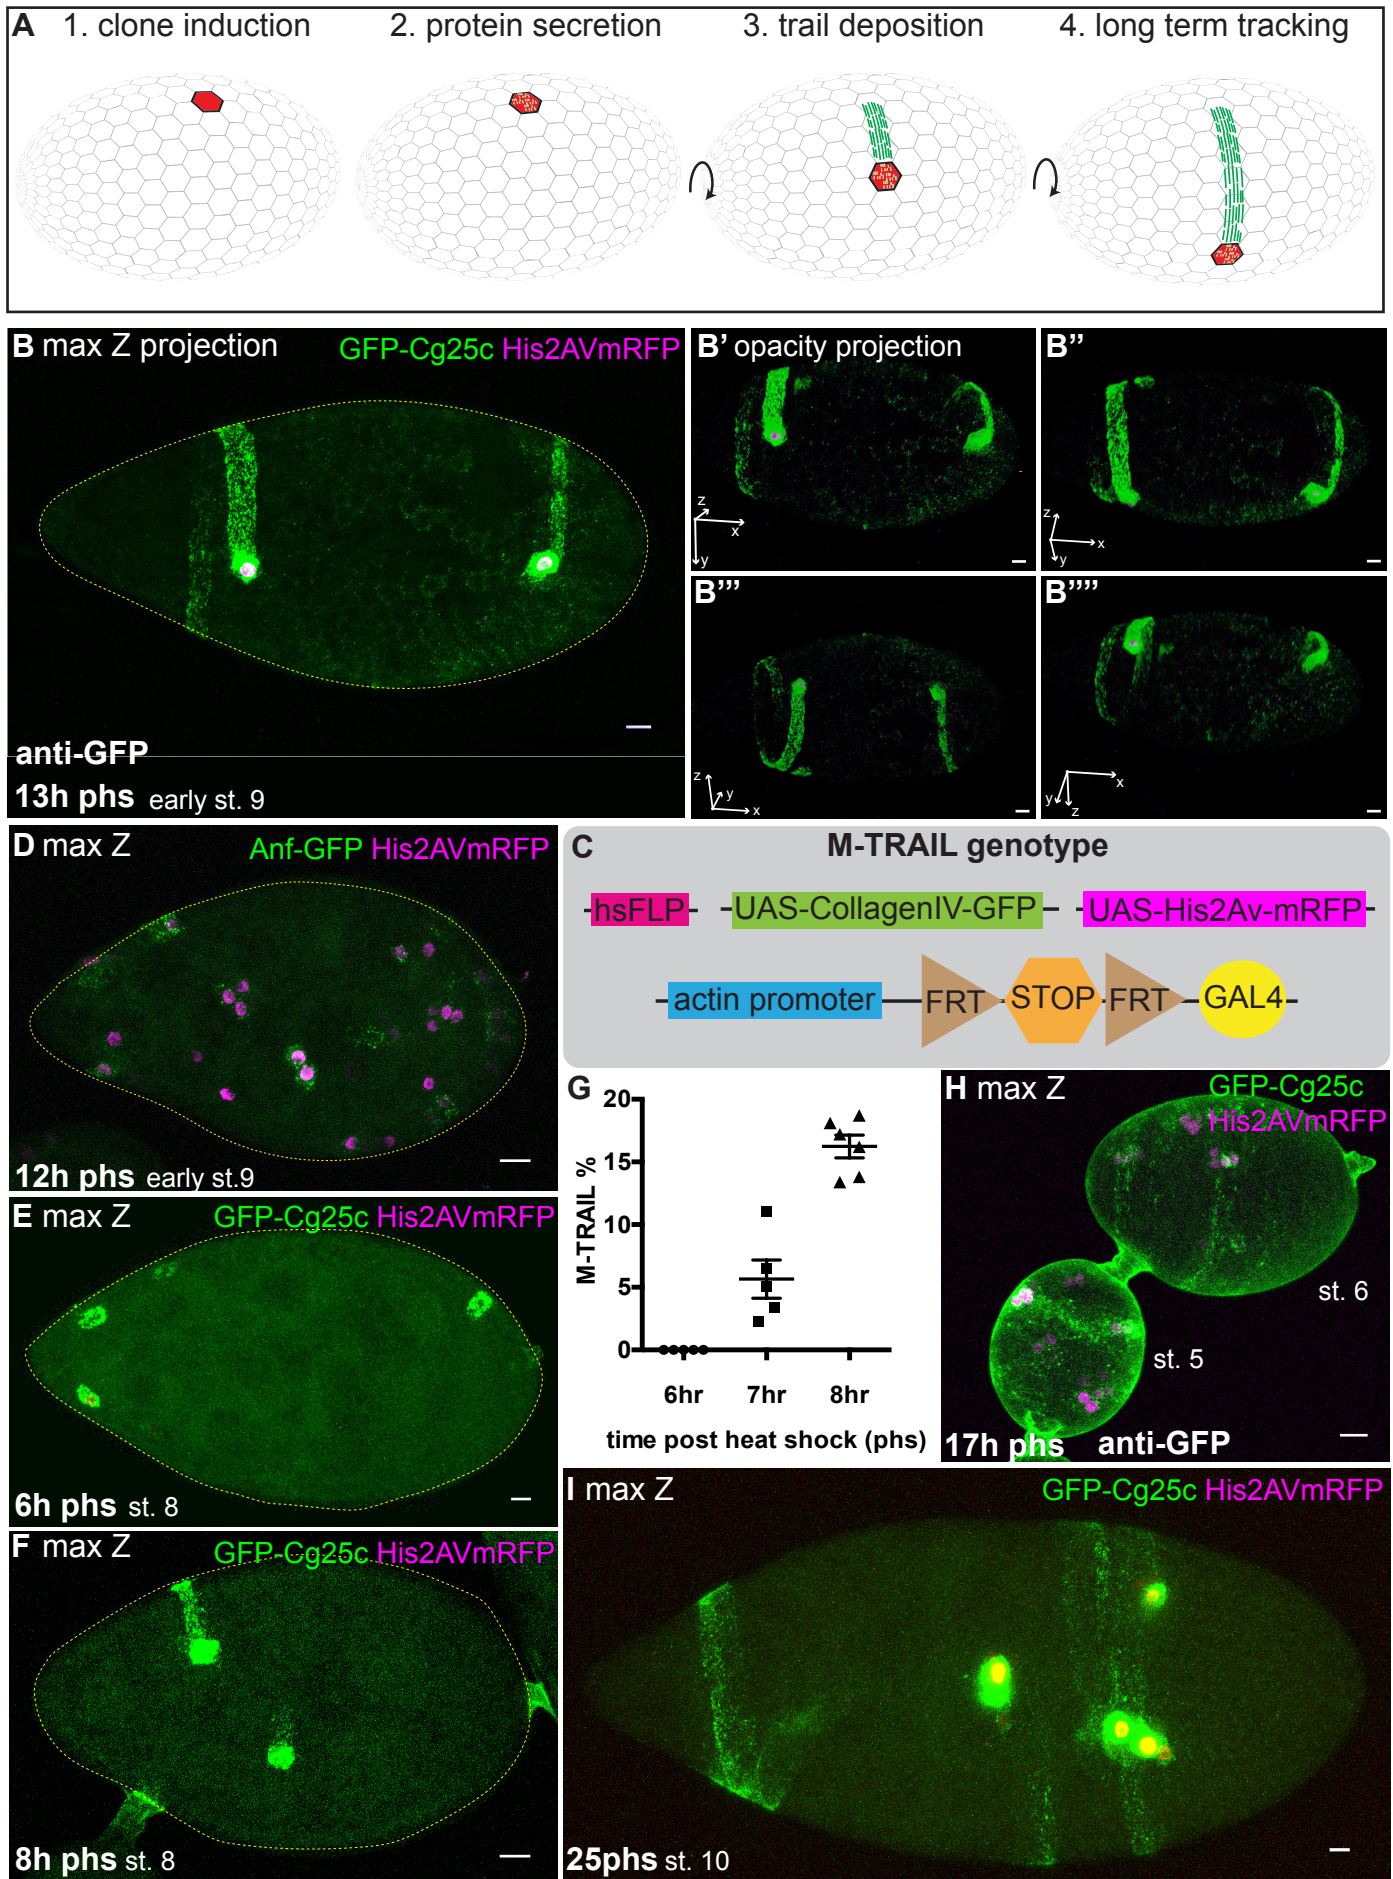 A 1. clone induction 2. protein secretion 3. trail deposition 4. long term tracking
B max Z projection GFP-Cg25c His2AVmRFP
anti-GFP
13h phs early st. 9
B’ opacity projection
z
x
y
B’’
z
x
y
B’’’
z
y
x
B’’’’
x
y
z
C M-TRAIL genotype
hsFLP UAS-CollagenIV-GFP UAS-His2Av-mRFP
actin promoter FRT STOP FRT GAL4
D max Z Anf-GFP His2AVmRFP
12h phs early st.9
E max Z GFP-Cg25c His2AVmRFP
6h phs st. 8
F max Z GFP-Cg25c His2AVmRFP
8h phs st. 8
G
M-TRAIL %
20
15
10
5
0
6hr 7hr 8hr
time post heat shock (phs)
H max Z GFP-Cg25c
His2AVmRFP
st. 6
st. 5
17h phs anti-GFP
I max Z GFP-Cg25c His2AVmRFP
25phs st. 10